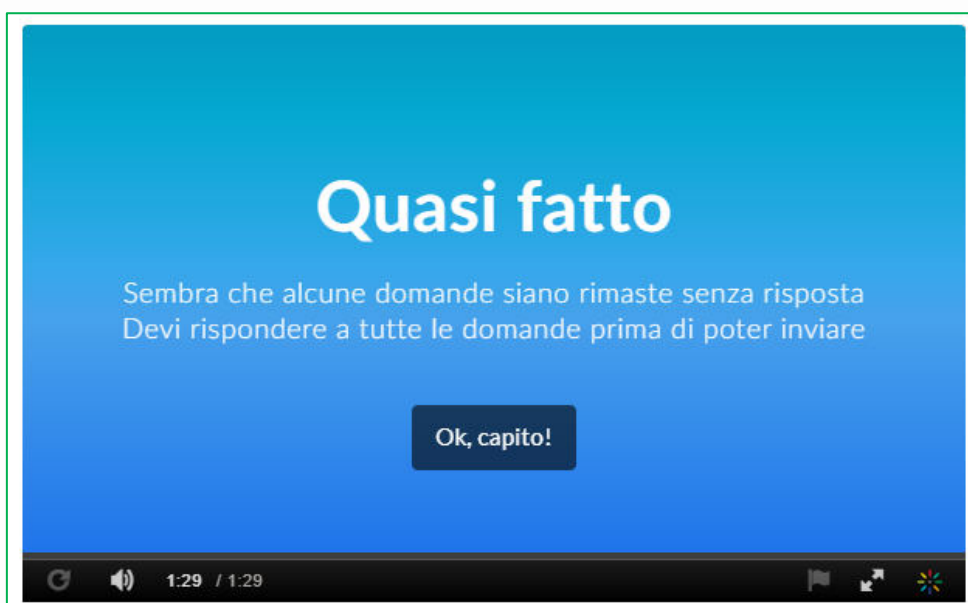 Quasi fatto
Sembra che alcune domande siano rimaste senza risposta
Devi rispondere a tutte le domande prima di poter inviare
Ok, capito!
1:29 / 1:29